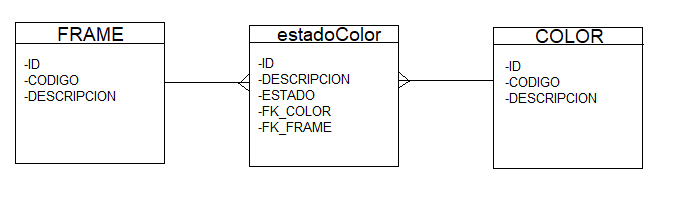 FRAME
-ID
-CODIGO
-DESCRIPCION
estadoColor
-ID
-DESCRIPCION
-ESTADO
-FK_COLOR
-FK_FRAME
COLOR
-ID
-CODIGO
-DESCRIPCION